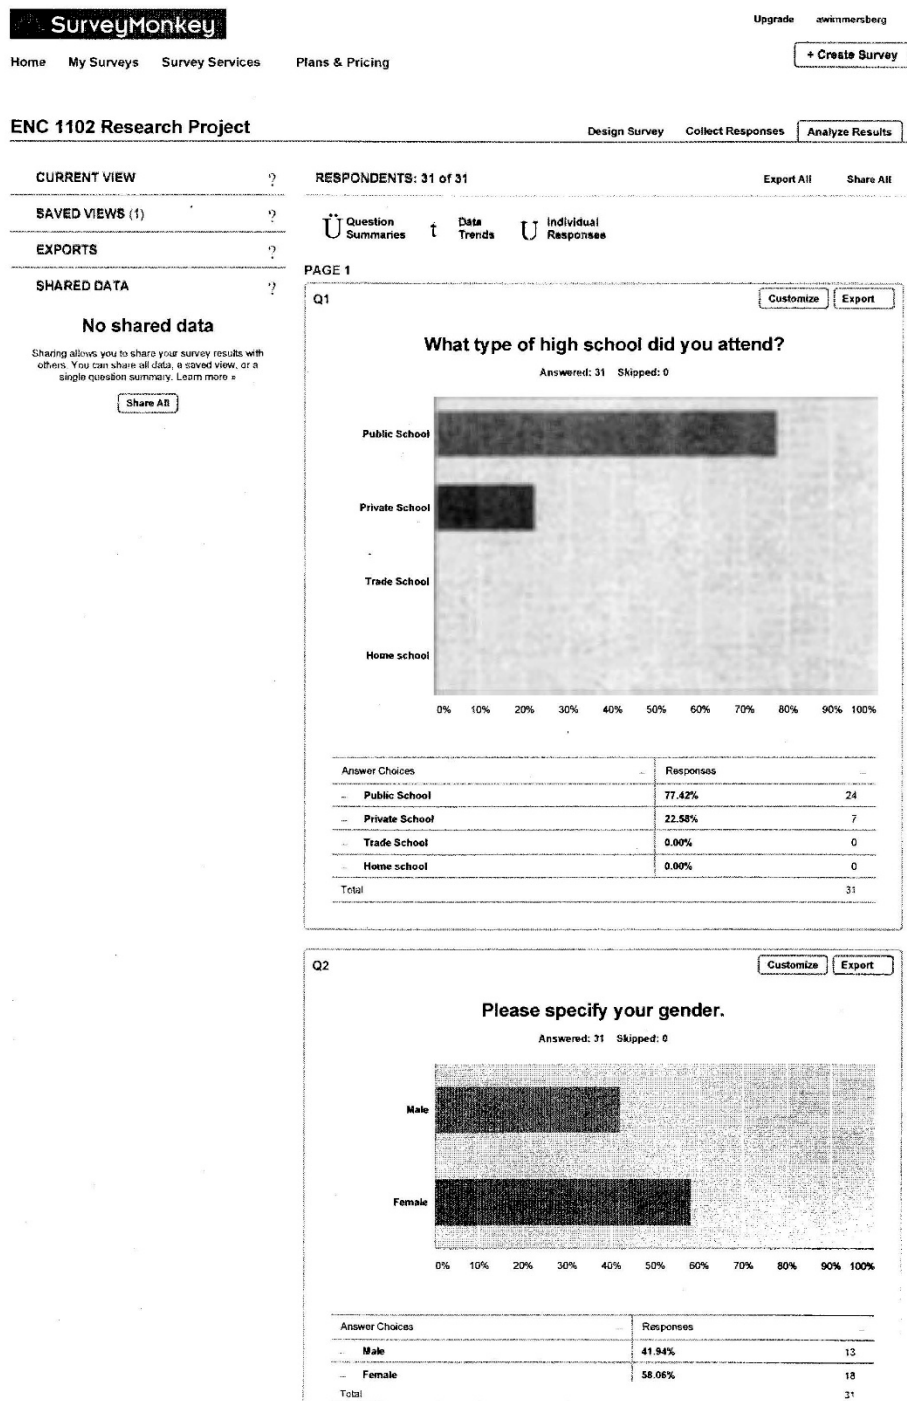 SurveyMonkey
Upgrade awimmersberg
Home My Surveys Survey Services Plans & Pricing
+ Create Survey
ENC 1102 Research Project
Design Survey Collect Responses Analyze Results
CURRENT VIEW ?
SAVED VIEWS (1) ?
EXPORTS ?
SHARED DATA ?
No shared data
Sharing allows you to share your survey results with
others. You can share all data, a saved view, or a
single question summary. Learn more »
Share All
RESPONDENTS: 31 of 31
Export All Share All
Ü Question Summaries t Data Trends U Individual Responses
PAGE 1
Q1
Customize Export
What type of high school did you attend?
Answered: 31 Skipped: 0
Public School
Private School
Trade School
Home school
0% 10% 20% 30% 40% 50% 60% 70% 80% 90% 100%
Answer Choices Responses
Public School 77.42% 24
Private School 22.58% 7
Trade School 0.00% 0
Home school 0.00% 0
Total 31
Q2
Customize Export
Please specify your gender.
Answered: 31 Skipped: 0
Male
Female
0% 10% 20% 30% 40% 50% 60% 70% 80% 90% 100%
Answer Choices Responses
Male 41.94% 13
Female 58.06% 18
Total 31